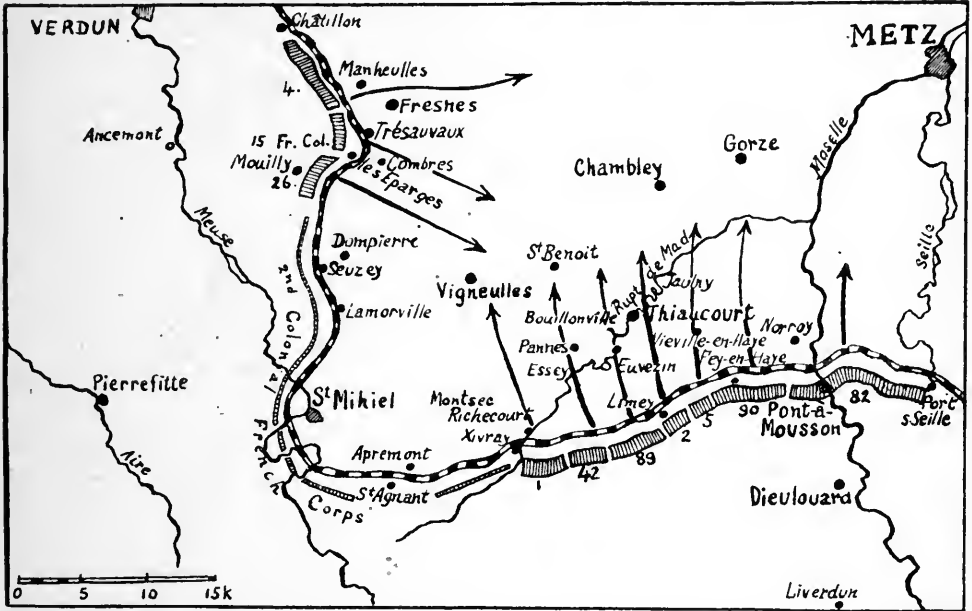 VERDUN
Châtillon
METZ
Manheulles
4.
Fresnes
Ancemont
15 Fr. Col.
Trésauvaux
Gorze
Moselle
Mouilly
26.
Combres
les Eparges
Chambley
Meuse
Seille
Dompierre
Seuzey
St Benoit
Rupt de Mad
Jaulny
2nd Colonial French Corps
Vigneulles
Lamorville
Bouillonville
Thiaucourt
Vieville-en-Haye
Norroy
Pannes
Essey
Euvezin
Fey-en-Haye
Pierrefitte
St Mihiel
Montsec
Richecourt
Xivray
Limey
2
5
90
Pont-à-Mousson
82
Port s Seille
Aire
Apremont
St Agnant
1
42
89
Dieulouard
0 5 10 15k
Liverdun